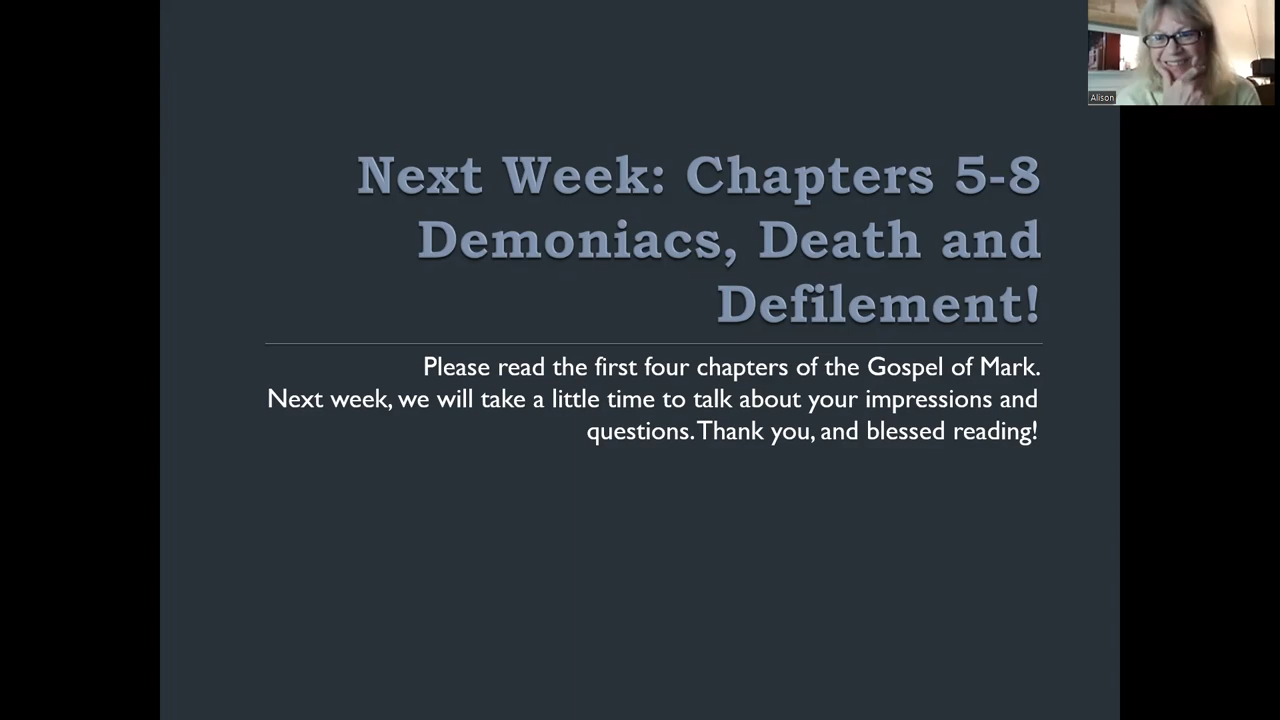 Alison
Next Week: Chapters 5-8
Demoniacs, Death and
Defilement!
Please read the first four chapters of the Gospel of Mark.
Next week, we will take a little time to talk about your impressions and
questions. Thank you, and blessed reading!